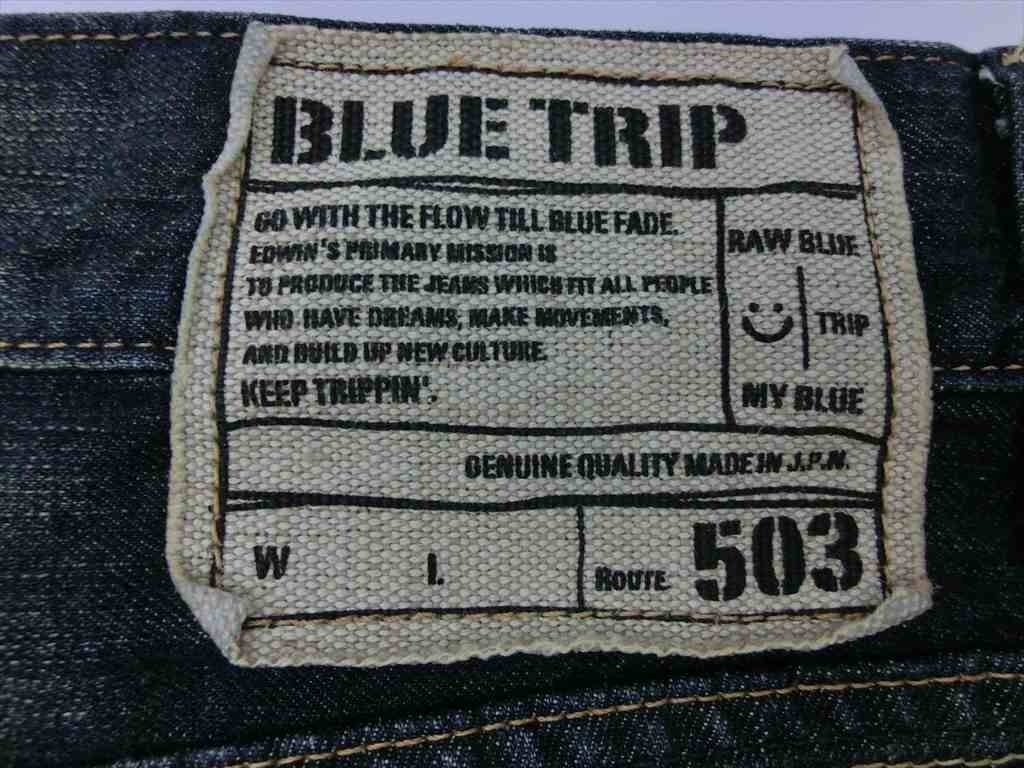 BLUE TRIP
GO WITH THE FLOW TILL BLUE FADE.
EDWIN'S PRIMARY MISSION IS
TO PRODUCE THE JEANS WHICH FIT ALL PEOPLE
WHO HAVE DREAMS, MAKE MOVEMENTS,
AND BUILD UP NEW CULTURE.
KEEP TRIPPIN'.
RAW BLUE
TRIP
MY BLUE
GENUINE QUALITY MADE IN J.P.N.
W L
ROUTE 503